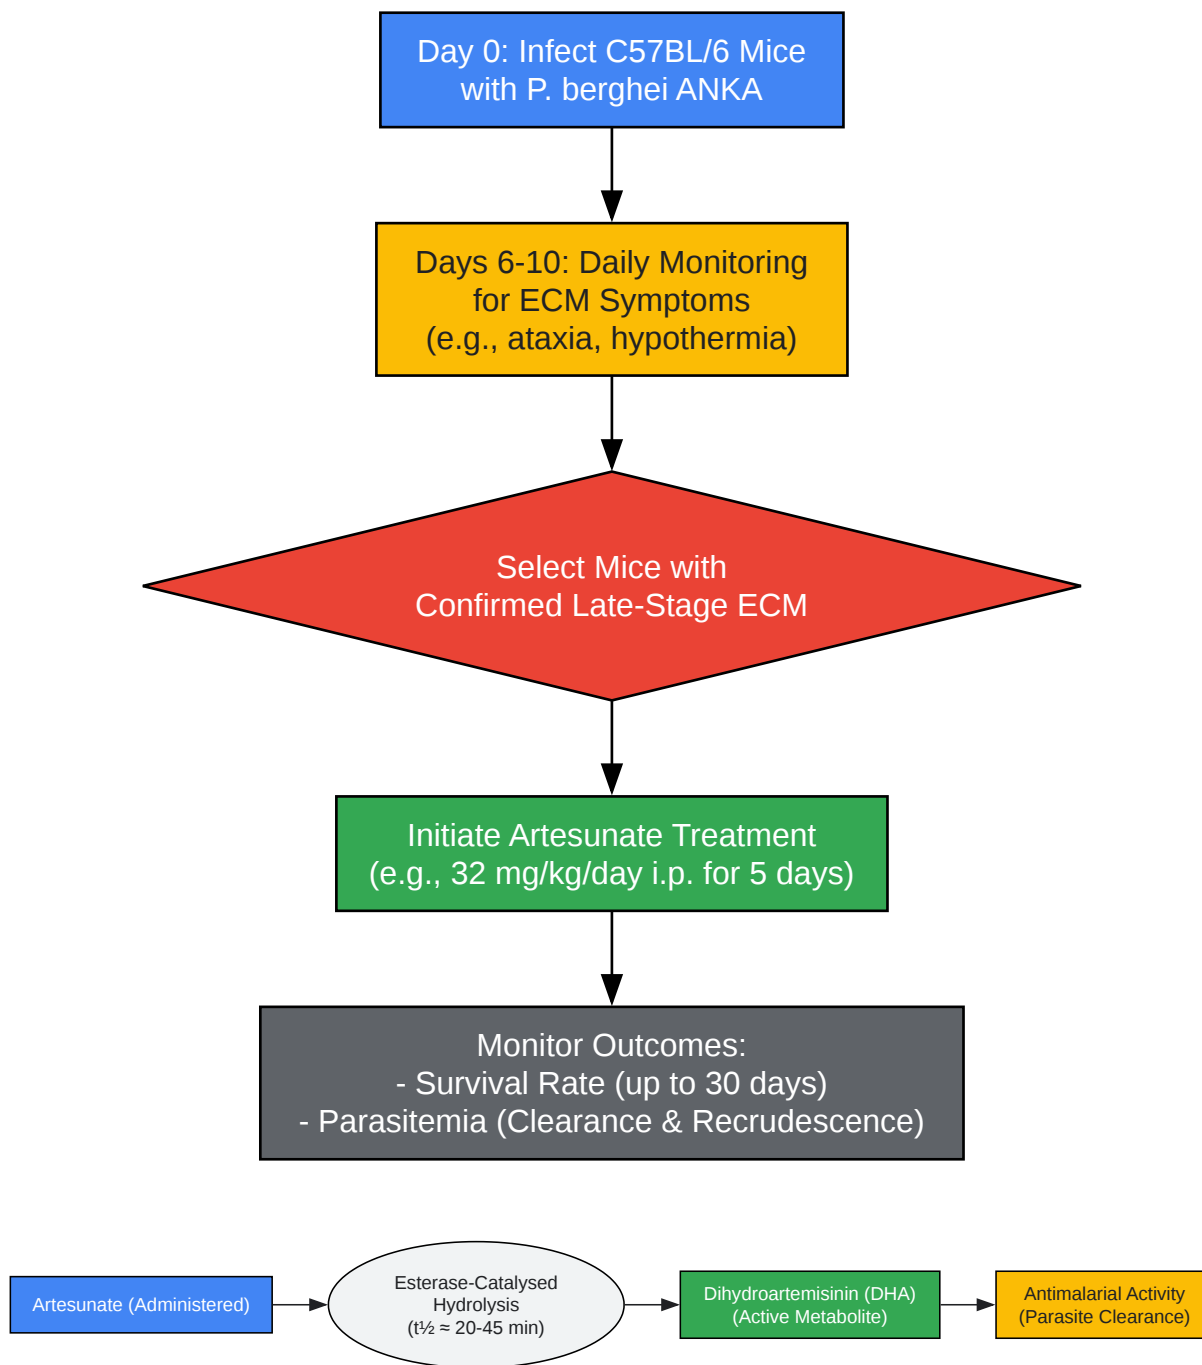 Day 0: Infect C57BL/6 Mice
with P. berghei ANKA
Days 6-10: Daily Monitoring
for ECM Symptoms
(e.g., ataxia, hypothermia)
Select Mice with
Confirmed Late-Stage ECM
Initiate Artesunate Treatment
(e.g., 32 mg/kg/day i.p. for 5 days)
Monitor Outcomes:
- Survival Rate (up to 30 days)
- Parasitemia (Clearance & Recrudescence)
Artesunate (Administered)
Esterase-Catalysed
Hydrolysis
(t½ ≈ 20-45 min)
Dihydroartemisinin (DHA)
(Active Metabolite)
Antimalarial Activity
(Parasite Clearance)